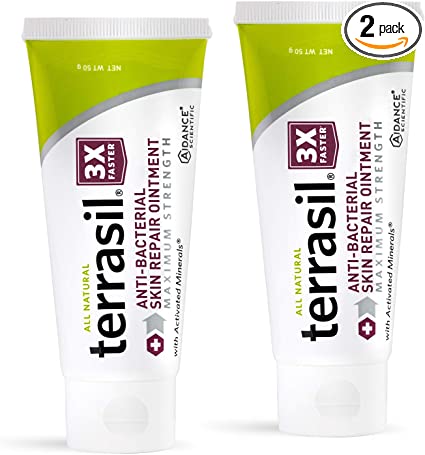 2 pack
NET WT 50 g
ADANCE®
SCIENTIFIC
3X
FASTER
ALL NATURAL
terrasil®
ANTI-BACTERIAL
SKIN REPAIR OINTMENT
MAXIMUM STRENGTH
with Activated Minerals®
NET WT 50 g
ADANCE®
SCIENTIFIC
3X
FASTER
ALL NATURAL
terrasil®
ANTI-BACTERIAL
SKIN REPAIR OINTMENT
MAXIMUM STRENGTH
with Activated Minerals®